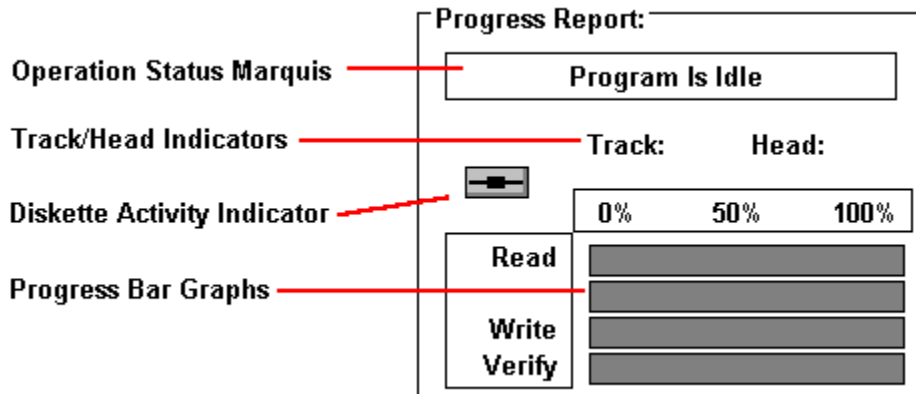 Progress Report:
Operation Status Marquis
Program Is Idle
Track/Head Indicators
Track: Head:
Diskette Activity Indicator
0% 50% 100%
Read
Progress Bar Graphs
Write
Verify